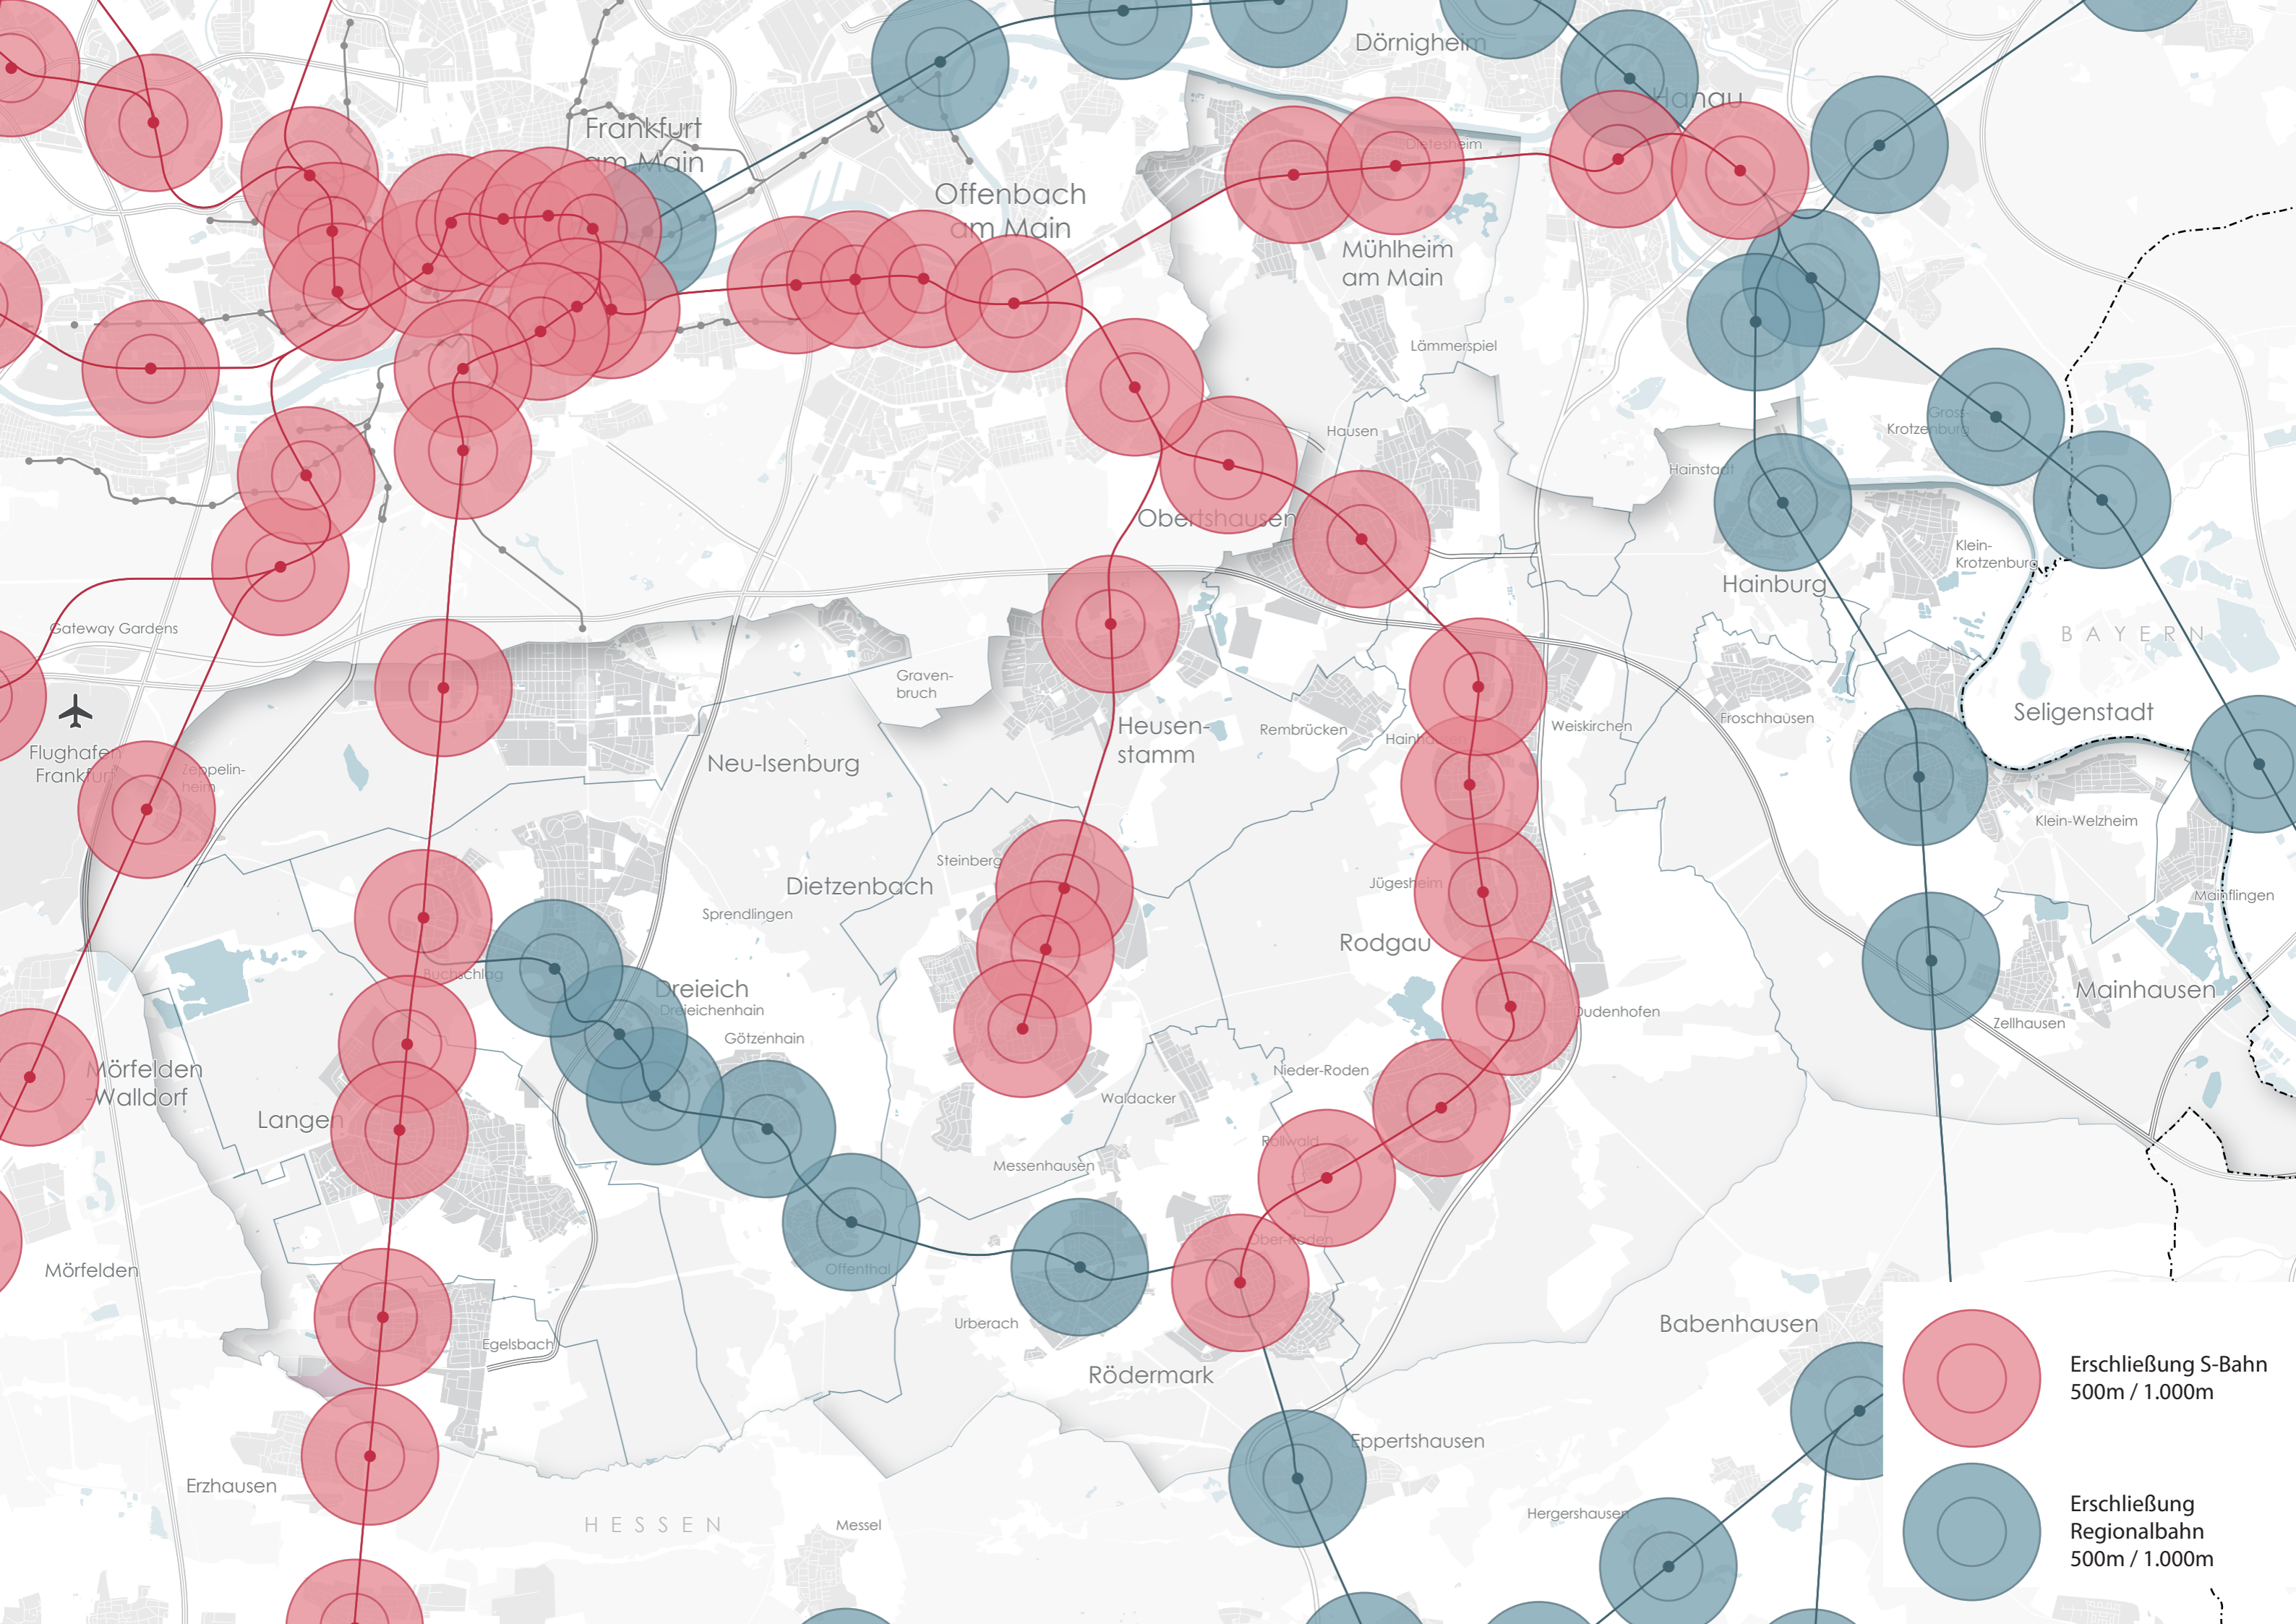 Dörnigheim
Hanau
Frankfurt
am Main
Dietesheim
Offenbach
am Main
Mühlheim
am Main
Lämmerspiel
Gross-
Krotzenburg
Hausen
Hainstadt
Obertshausen
Klein-
Krotzenburg
Hainburg
Gateway Gardens
BAYERN
Graven-
bruch
Seligenstadt
Heusen-
stamm
Rembrücken
Froschhausen
Weiskirchen
Hainhausen
Flughafen
Frankfurt
Zeppelin-
heim
Neu-Isenburg
Klein-Welzheim
Steinberg
Dietzenbach
Jügesheim
Mainflingen
Sprendlingen
Rodgau
Buchschlag
Dreieich
Dreieichenhain
Mainhausen
Dudenhofen
Zellhausen
Götzenhain
Mörfelden
-Walldorf
Nieder-Roden
Waldacker
Langen
Rollwald
Messenhausen
Ober-Roden
Mörfelden
Offenthal
Urberach
Babenhausen
Egelsbach
Rödermark
Eppertshausen
Erzhausen
Hergershausen
HESSEN
Messel
Erschließung S-Bahn
500m / 1.000m
Erschließung
Regionalbahn
500m / 1.000m